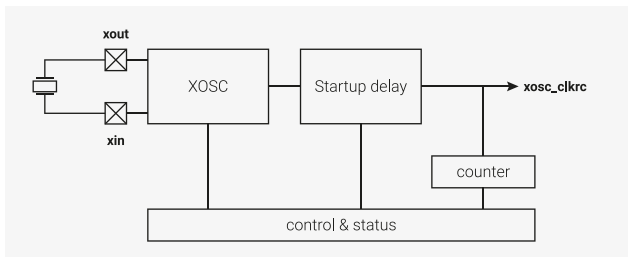 xout
XOSC
Startup delay
xosc_clkrc
xin
counter
control & status